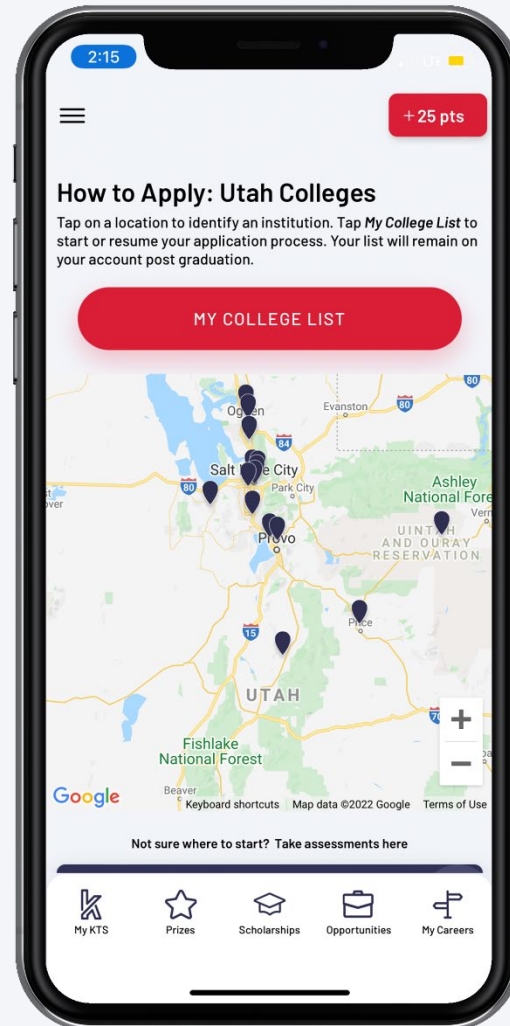 2:15
LTE
+25 pts
How to Apply: Utah Colleges
Tap on a location to identify an institution. Tap My College List to
start or resume your application process. Your list will remain on
your account post graduation.
MY COLLEGE LIST
80
Ogden
Evanston
80
84
Salt Lake City
80
Park City
Ashley
National Fore
Vern
UINTAH
AND OURAY
RESERVATION
Provo
Price
15
UTAH
70
Fishlake
National Forest
Beaver
Google
Keyboard shortcuts
Map data ©2022 Google
Terms of Use
Not sure where to start? Take assessments here
My KTS
Prizes
Scholarships
Opportunities
My Careers